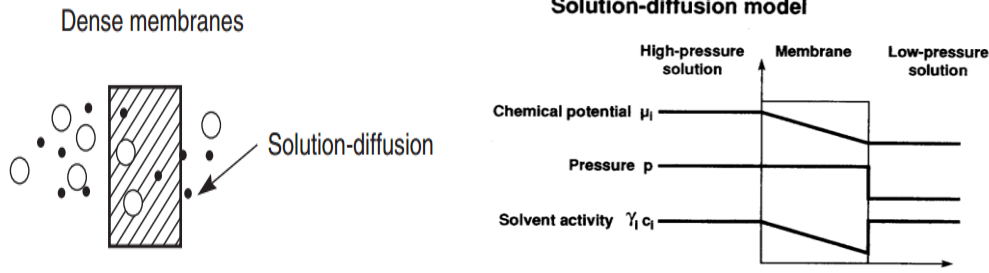 Dense membranes
Solution-diffusion
Solution-diffusion model
High-pressure
solution
Membrane
Low-pressure
solution
Chemical potential μᵢ
Pressure p
Solvent activity γᵢ cᵢ